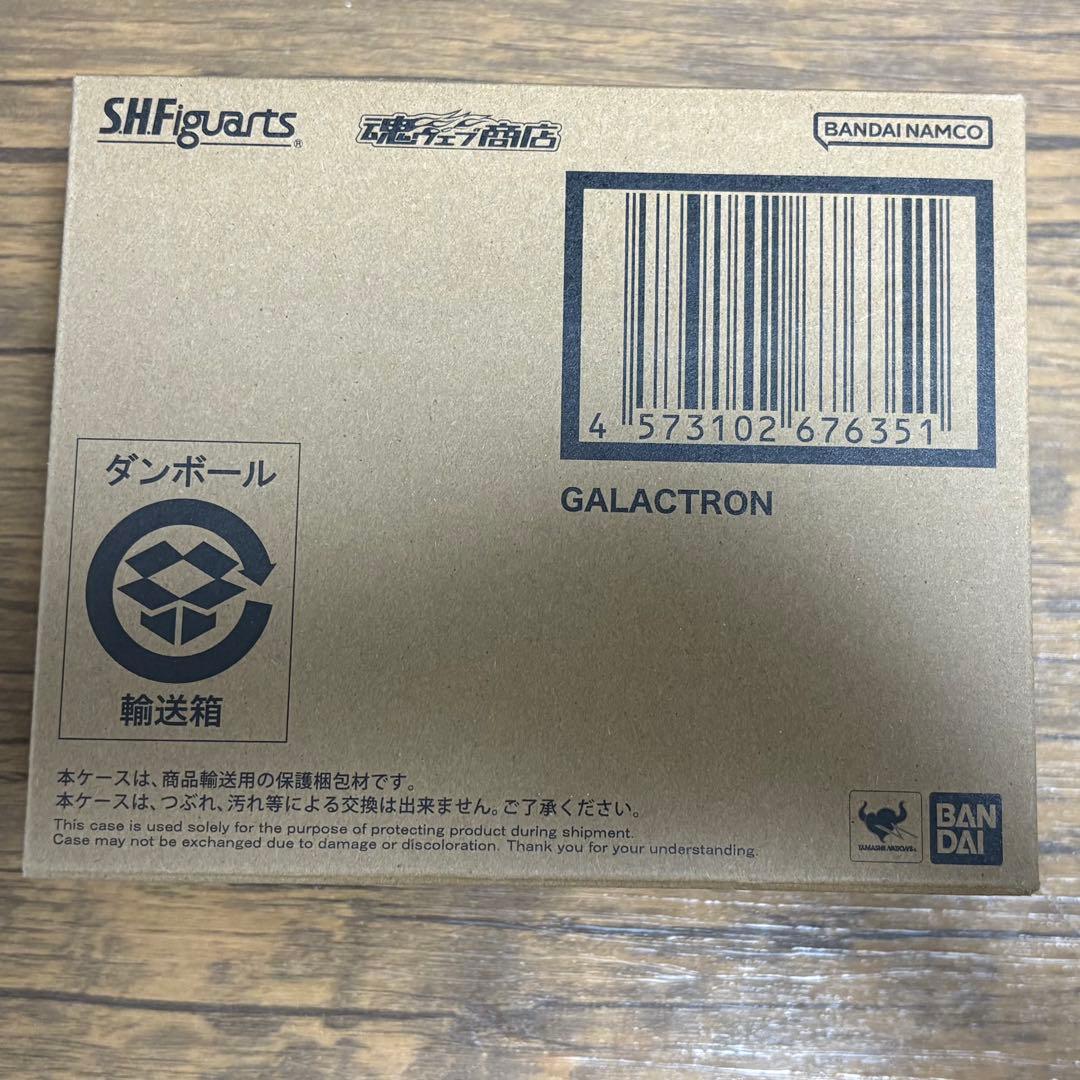 S.H.Figuarts®
魂ウェブ商店
BANDAI NAMCO
4 573102 676351
GALACTRON
ダンボール
輸送箱
本ケースは、商品輸送用の保護梱包材です。
本ケースは、つぶれ、汚れ等による交換は出来ません。ご了承ください。
This case is used solely for the purpose of protecting product during shipment.
Case may not be exchanged due to damage or discoloration. Thank you for your understanding.
TAMASHII NATIONS
BAN
DAI